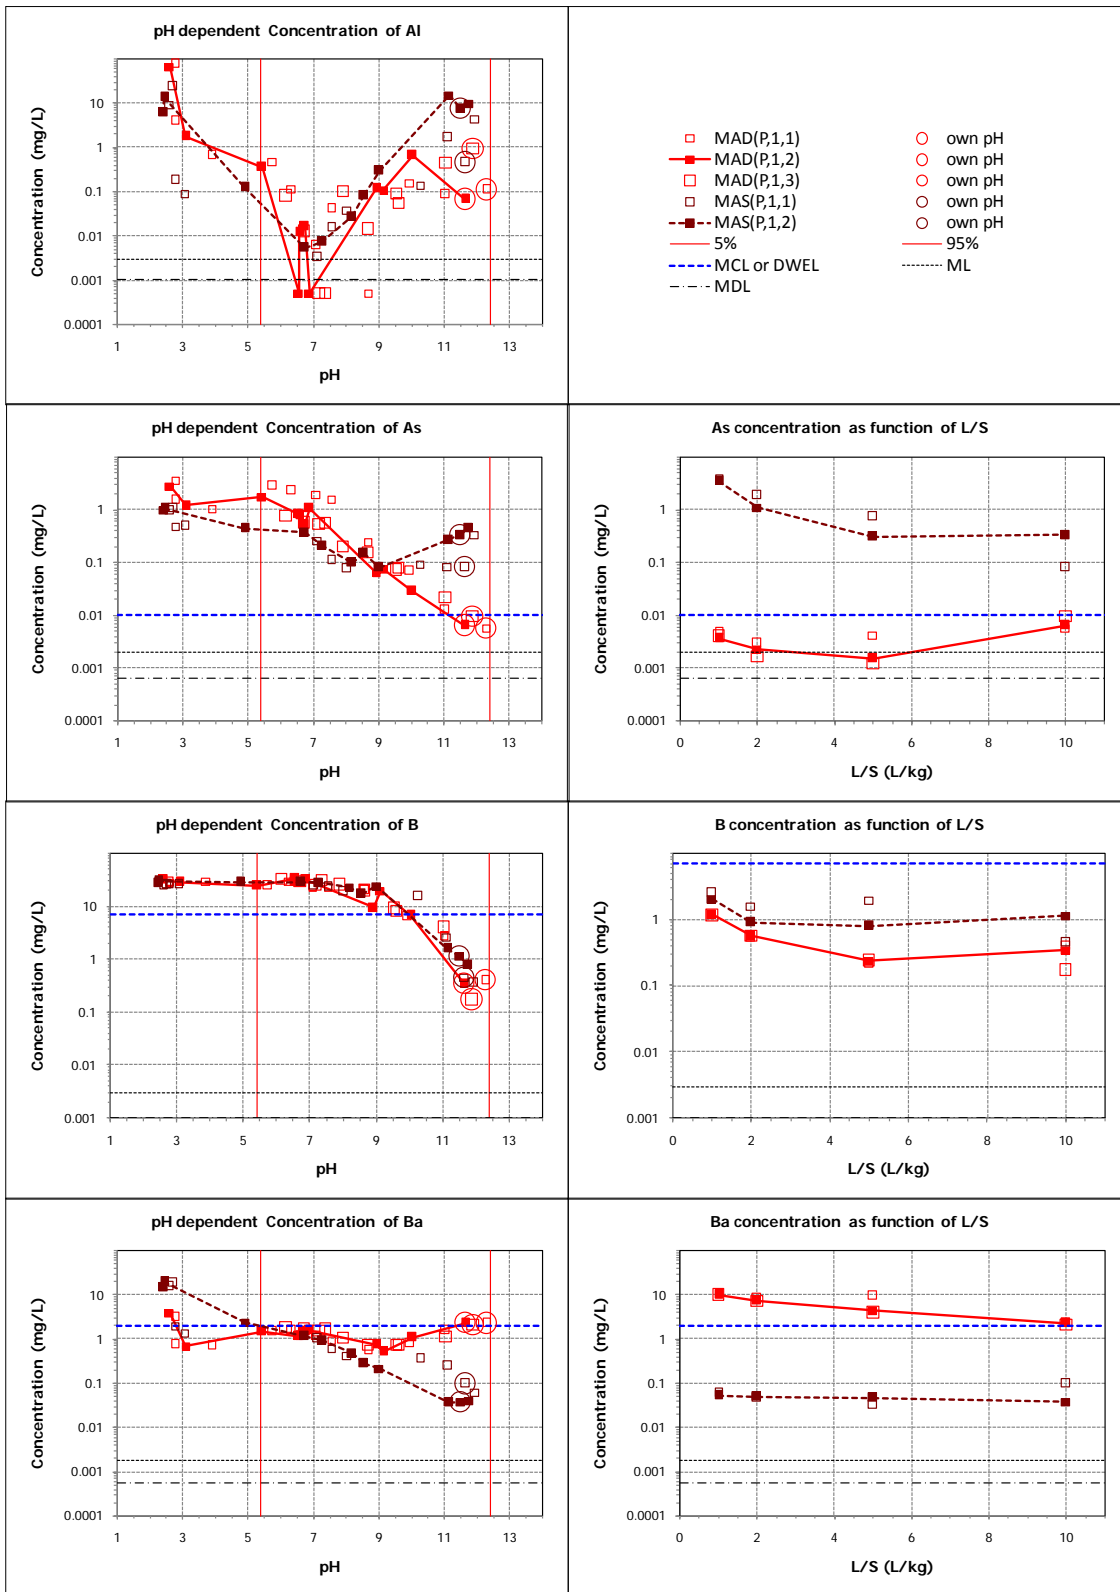 pH dependent Concentration of Al
Concentration (mg/L)
10
1
0.1
0.01
0.001
0.0001
1 3 5 7 9 11 13
pH
MAD(P,1,1) own pH
MAD(P,1,2) own pH
MAD(P,1,3) own pH
MAS(P,1,1) own pH
MAS(P,1,2) own pH
5% 95%
MCL or DWEL ML
MDL
pH dependent Concentration of As
Concentration (mg/L)
1
0.1
0.01
0.001
0.0001
1 3 5 7 9 11 13
pH
As concentration as function of L/S
Concentration (mg/L)
1
0.1
0.01
0.001
0.0001
0 2 4 6 8 10
L/S (L/kg)
pH dependent Concentration of B
Concentration (mg/L)
10
1
0.1
0.01
0.001
1 3 5 7 9 11 13
pH
B concentration as function of L/S
Concentration (mg/L)
1
0.1
0.01
0.001
0 2 4 6 8 10
L/S (L/kg)
pH dependent Concentration of Ba
Concentration (mg/L)
10
1
0.1
0.01
0.001
0.0001
1 3 5 7 9 11 13
pH
Ba concentration as function of L/S
Concentration (mg/L)
10
1
0.1
0.01
0.001
0.0001
0 2 4 6 8 10
L/S (L/kg)